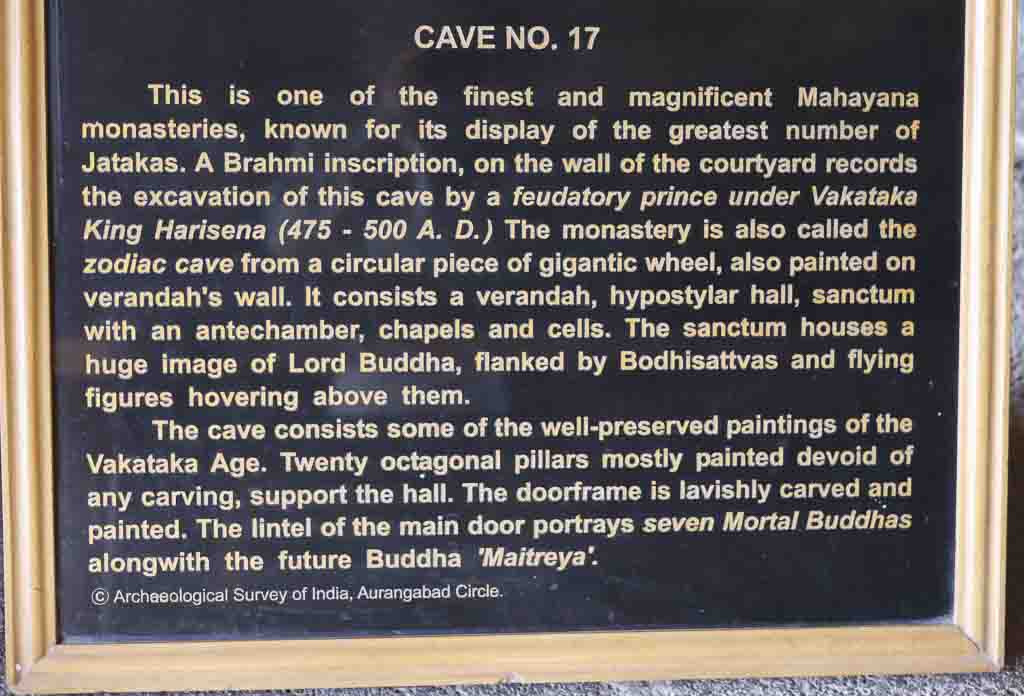 CAVE NO. 17
This is one of the finest and magnificent Mahayana
monasteries, known for its display of the greatest number of
Jatakas. A Brahmi inscription, on the wall of the courtyard records
the excavation of this cave by a feudatory prince under Vakataka
King Harisena (475 - 500 A. D.) The monastery is also called the
zodiac cave from a circular piece of gigantic wheel, also painted on
verandah's wall. It consists a verandah, hypostylar hall, sanctum
with an antechamber, chapels and cells. The sanctum houses a
huge image of Lord Buddha, flanked by Bodhisattvas and flying
figures hovering above them.
The cave consists some of the well-preserved paintings of the
Vakataka Age. Twenty octagonal pillars mostly painted devoid of
any carving, support the hall. The doorframe is lavishly carved and
painted. The lintel of the main door portrays seven Mortal Buddhas
alongwith the future Buddha 'Maitreya'.
© Archaeological Survey of India, Aurangabad Circle.